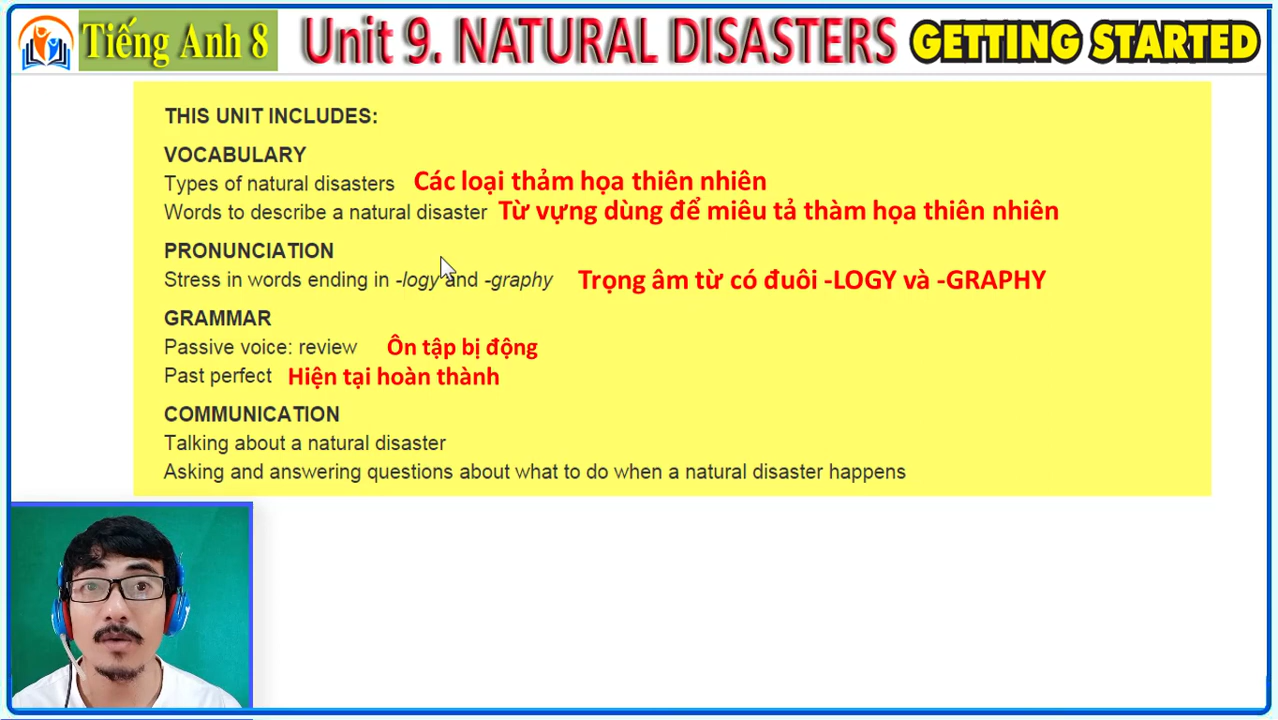 Tiếng Anh 8 Unit 9. NATURAL DISASTERS GETTING STARTED
THIS UNIT INCLUDES:
VOCABULARY
Types of natural disasters Các loại thảm họa thiên nhiên
Words to describe a natural disaster Từ vựng dùng để miêu tả thàm họa thiên nhiên
PRONUNCIATION
Stress in words ending in -logy and -graphy Trọng âm từ có đuôi -LOGY và -GRAPHY
GRAMMAR
Passive voice: review Ôn tập bị động
Past perfect Hiện tại hoàn thành
COMMUNICATION
Talking about a natural disaster
Asking and answering questions about what to do when a natural disaster happens